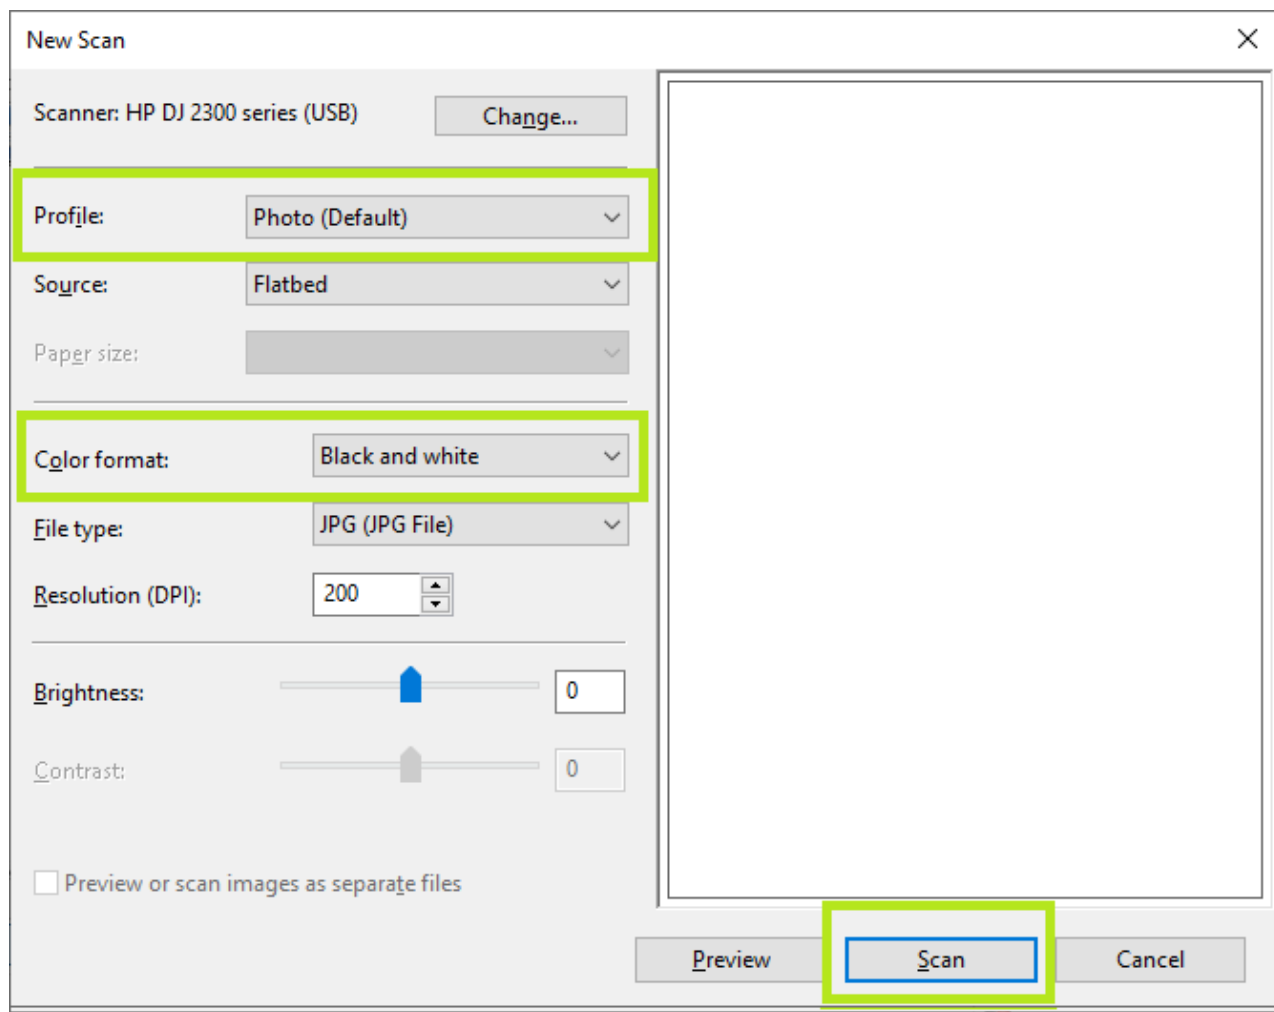 New Scan
Scanner: HP DJ 2300 series (USB)
Change...
Profile:
Photo (Default)
Source:
Flatbed
Paper size:
Color format:
Black and white
File type:
JPG (JPG File)
Resolution (DPI):
200
Brightness:
0
Contrast:
0
Preview or scan images as separate files
Preview
Scan
Cancel